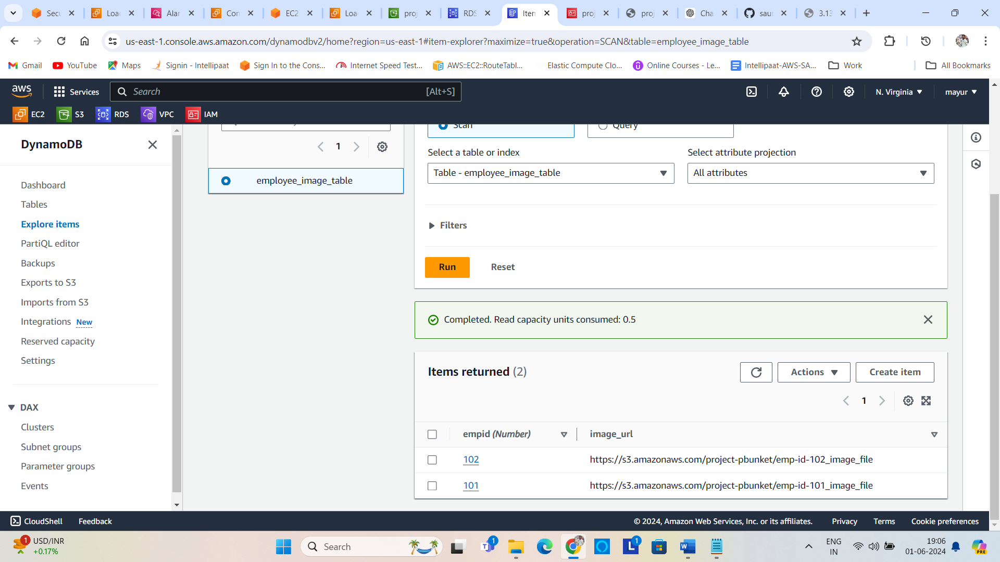 Secu
Loa
Alar
Con
EC2
Loa
proj
RDS
Item
proj
proj
Cha
saur
3.13
us-east-1.console.aws.amazon.com/dynamodbv2/home?region=us-east-1#item-explorer?maximize=true&operation=SCAN&table=employee_image_table
Gmail
YouTube
Maps
Signin - Intellipaat
Sign In to the Cons...
Internet Speed Test...
AWS::EC2::RouteTabl...
Elastic Compute Clo...
Online Courses - Le...
Intellipaat-AWS-SA...
Work
All Bookmarks
aws
Services
Search
[Alt+S]
N. Virginia
mayur
EC2
S3
RDS
VPC
IAM
DynamoDB
Dashboard
Tables
Explore items
PartiQL editor
Backups
Exports to S3
Imports from S3
Integrations New
Reserved capacity
Settings
DAX
Clusters
Subnet groups
Parameter groups
Events
1
employee_image_table
Scan
Query
Select a table or index
Select attribute projection
Table - employee_image_table
All attributes
Filters
Run
Reset
Completed. Read capacity units consumed: 0.5
Items returned (2)
Actions
Create item
1
empid (Number)
image_url
102
https://s3.amazonaws.com/project-pbunket/emp-id-102_image_file
101
https://s3.amazonaws.com/project-pbunket/emp-id-101_image_file
CloudShell
Feedback
© 2024, Amazon Web Services, Inc. or its affiliates.
Privacy
Terms
Cookie preferences
1
USD/INR
+0.17%
Search
1
1
ENG
IN
19:06
01-06-2024
PRE